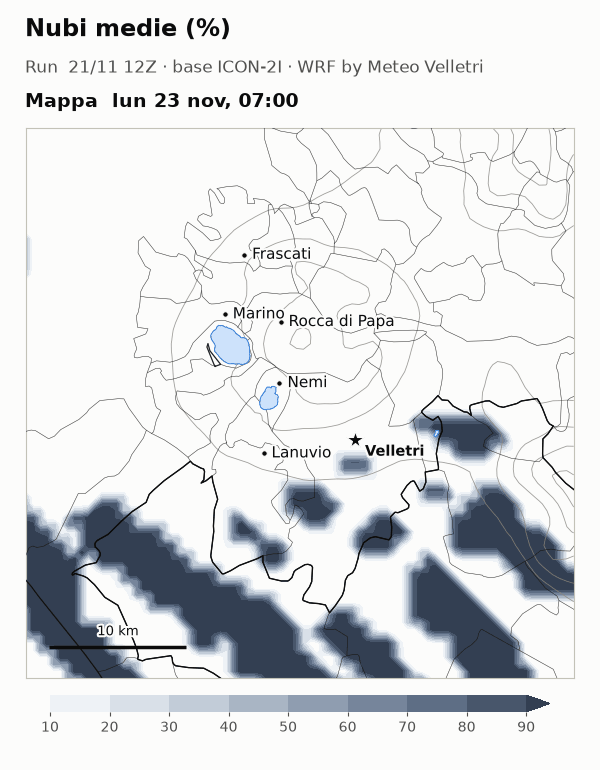 Nubi medie (%)
Run  21/11 12Z · base ICON-2I · WRF by Meteo Velletri
Mappa  lun 23 nov, 07:00
Frascati
Marino
Rocca di Papa
Nemi
Velletri
Lanuvio
10 km
10 20 30 40 50 60 70 80 90